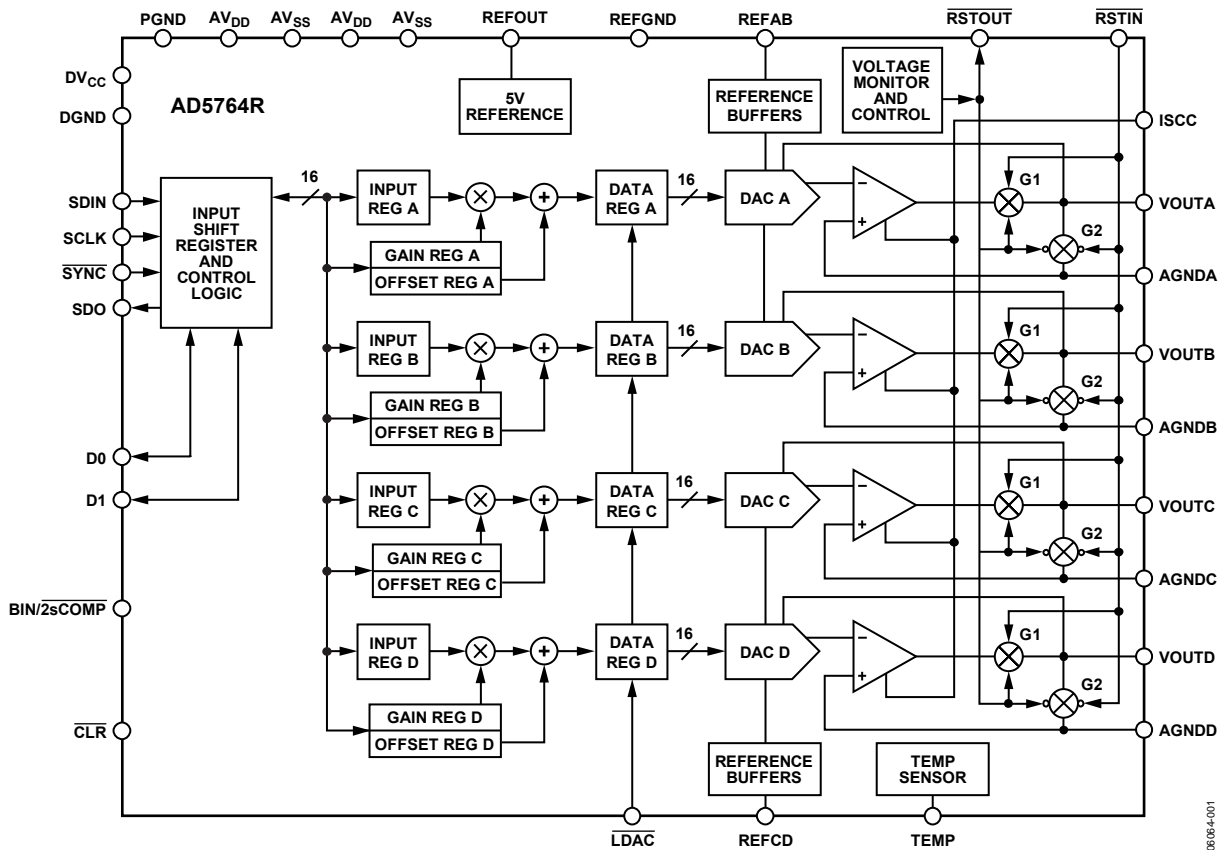 PGND AVDD AVSS AVDD AVSS REFOUT REFGND REFAB RSTOUT RSTIN
DVCC
DGND
AD5764R
5V
REFERENCE
REFERENCE
BUFFERS
VOLTAGE
MONITOR
AND
CONTROL
ISCC
SDIN
SCLK
SYNC
SDO
INPUT
SHIFT
REGISTER
AND
CONTROL
LOGIC
16
INPUT
REG A
×
+
GAIN REG A
OFFSET REG A
DATA
REG A
16
DAC A
−
+
G1
G2
VOUTA
AGNDA
INPUT
REG B
×
+
GAIN REG B
OFFSET REG B
DATA
REG B
16
DAC B
−
+
G1
G2
VOUTB
AGNDB
D0
D1
INPUT
REG C
×
+
GAIN REG C
OFFSET REG C
DATA
REG C
16
DAC C
−
+
G1
G2
VOUTC
AGNDC
BIN/2sCOMP
CLR
INPUT
REG D
×
+
GAIN REG D
OFFSET REG D
DATA
REG D
16
DAC D
−
+
G1
G2
VOUTD
AGNDD
REFERENCE
BUFFERS
TEMP
SENSOR
LDAC REFCD TEMP
06064-001